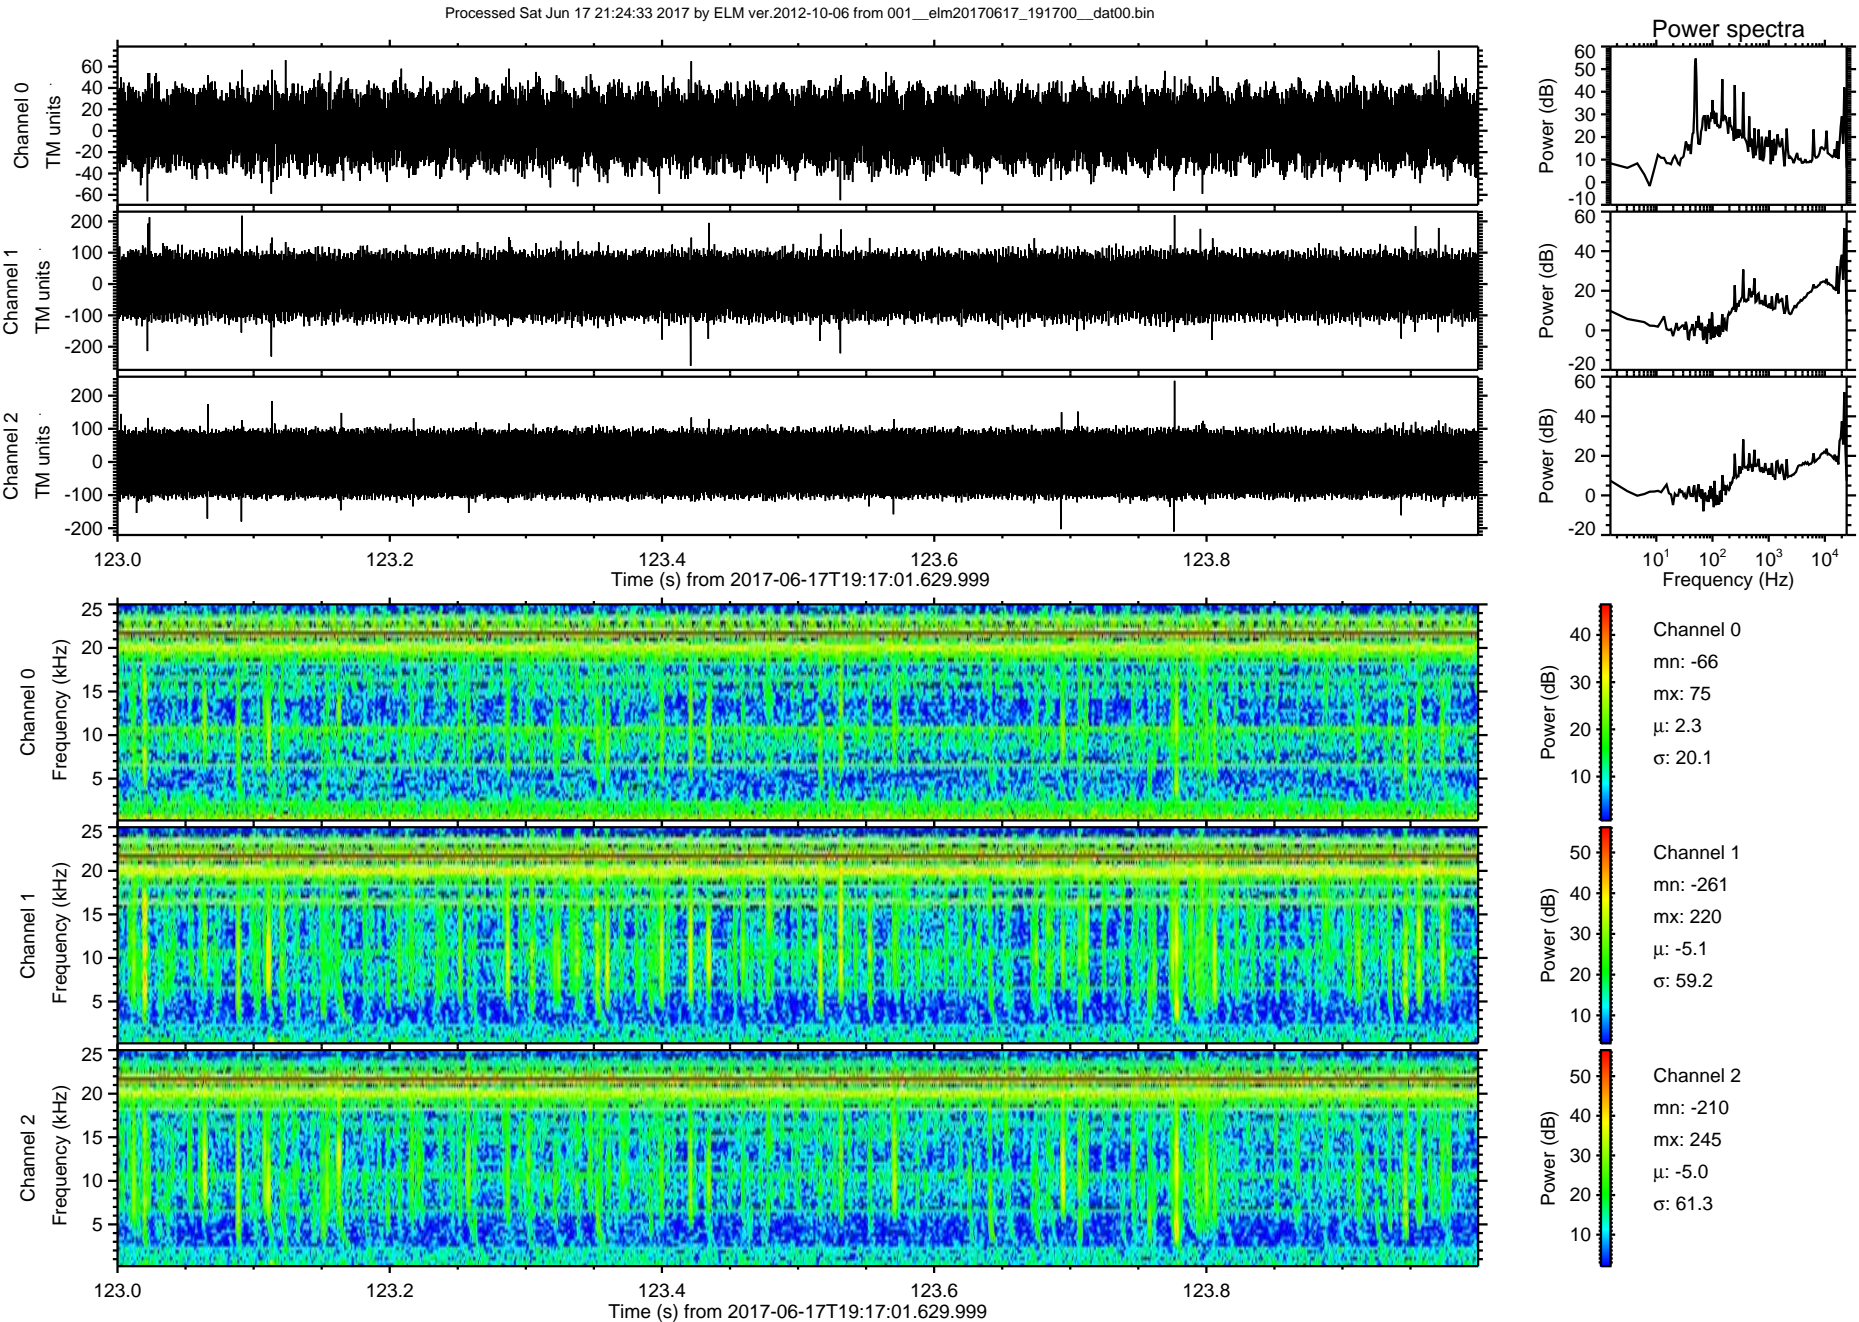 Processed Sat Jun 17 21:24:33 2017 by ELM ver.2012-10-06 from 001__elm20170617_191700__dat00.bin
Power spectra
Channel 0
TM units
60
40
20
0
-20
-40
-60
Power (dB)
60
50
40
30
20
10
0
-10
Channel 1
TM units
200
100
0
-100
-200
Power (dB)
60
40
20
0
-20
Channel 2
TM units
200
100
0
-100
-200
Power (dB)
60
40
20
0
-20
123.0 123.2 123.4 123.6 123.8
Time (s) from 2017-06-17T19:17:01.629.999
10¹ 10² 10³ 10⁴
Frequency (Hz)
Channel 0
Frequency (kHz)
25
20
15
10
5
Power (dB)
40
30
20
10
Channel 0
mn: -66
mx: 75
μ: 2.3
σ: 20.1
Channel 1
Frequency (kHz)
25
20
15
10
5
Power (dB)
50
40
30
20
10
Channel 1
mn: -261
mx: 220
μ: -5.1
σ: 59.2
Channel 2
Frequency (kHz)
25
20
15
10
5
Power (dB)
50
40
30
20
10
Channel 2
mn: -210
mx: 245
μ: -5.0
σ: 61.3
123.0 123.2 123.4 123.6 123.8
Time (s) from 2017-06-17T19:17:01.629.999